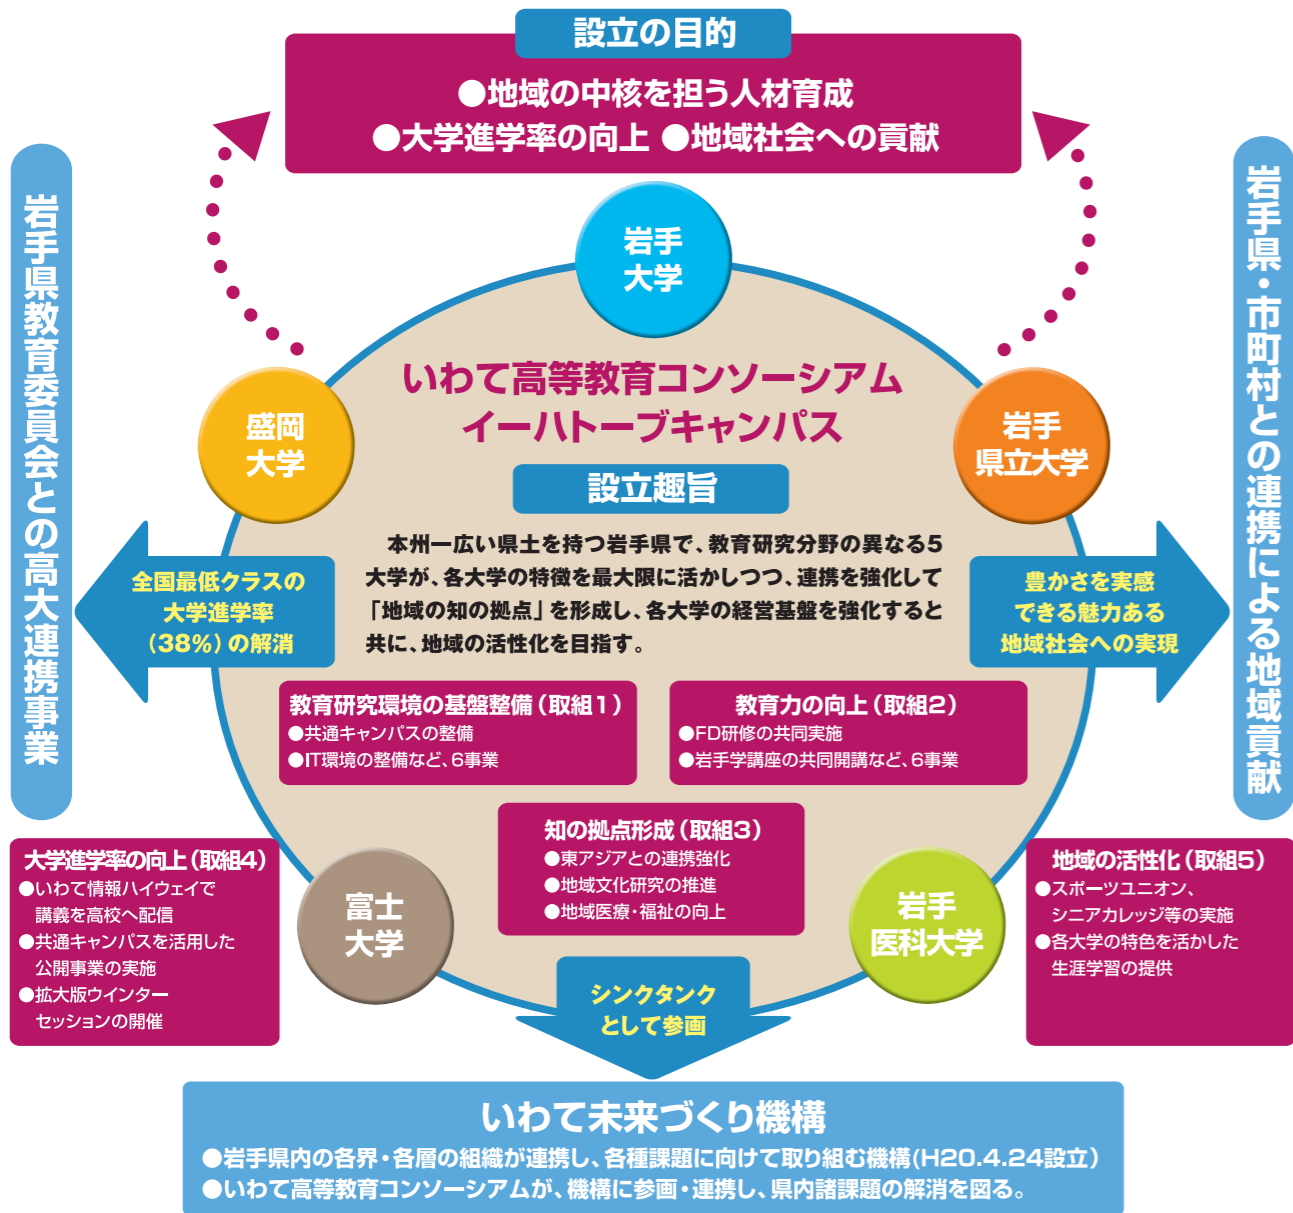 設立の目的
●地域の中核を担う人材育成
●大学進学率の向上 ●地域社会への貢献
岩手県教育委員会との高大連携事業
岩手県・市町村との連携による地域貢献
岩手
大学
盛岡
大学
岩手
県立大学
いわて高等教育コンソーシアム
イーハトーブキャンパス
設立趣旨
本州一広い県土を持つ岩手県で、教育研究分野の異なる5
大学が、各大学の特徴を最大限に活かしつつ、連携を強化して
「地域の知の拠点」を形成し、各大学の経営基盤を強化すると
共に、地域の活性化を目指す。
全国最低クラスの
大学進学率
（38％）の解消
豊かさを実感
できる魅力ある
地域社会への実現
教育研究環境の基盤整備（取組1）
●共通キャンパスの整備
●IT環境の整備など、6事業
教育力の向上（取組2）
●FD研修の共同実施
●岩手学講座の共同開講など、6事業
知の拠点形成（取組3）
●東アジアとの連携強化
●地域文化研究の推進
●地域医療・福祉の向上
大学進学率の向上（取組4）
●いわて情報ハイウェイで
講義を高校へ配信
●共通キャンパスを活用した
公開事業の実施
●拡大版ウインター
セッションの開催
富士
大学
岩手
医科大学
地域の活性化（取組5）
●スポーツユニオン、
シニアカレッジ等の実施
●各大学の特色を活かした
生涯学習の提供
シンクタンク
として参画
いわて未来づくり機構
●岩手県内の各界・各層の組織が連携し、各種課題に向けて取り組む機構(H20.4.24設立）
●いわて高等教育コンソーシアムが、機構に参画・連携し、県内諸課題の解消を図る。